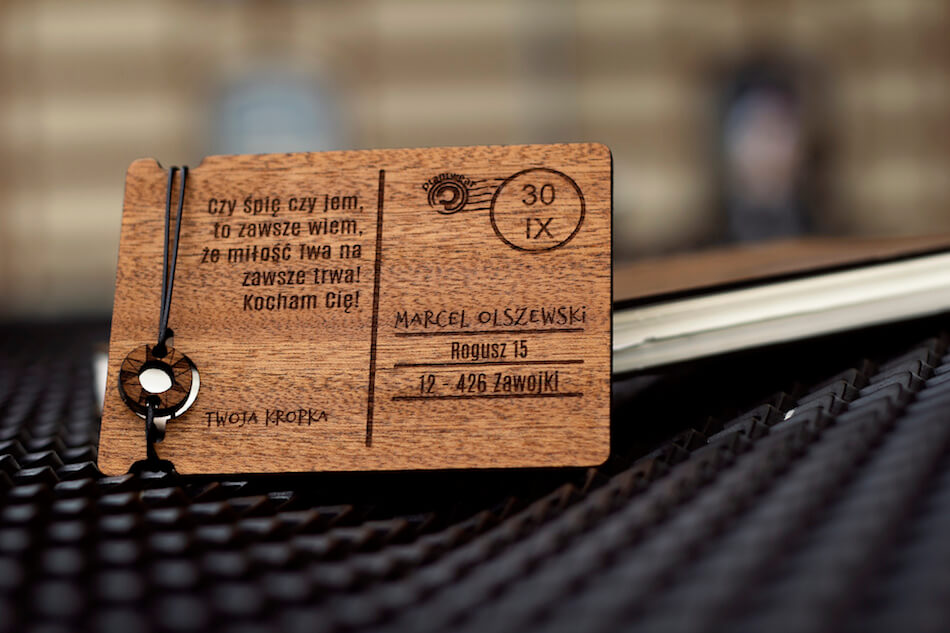 Czy śpię czy jem,
to zawsze wiem,
że miłość Twa na
zawsze trwa!
Kocham Cię!
TWOJA KROPKA
30
IX
MARCEL OLSZEWSKi
Rogusz 15
12 - 426 Zawojki